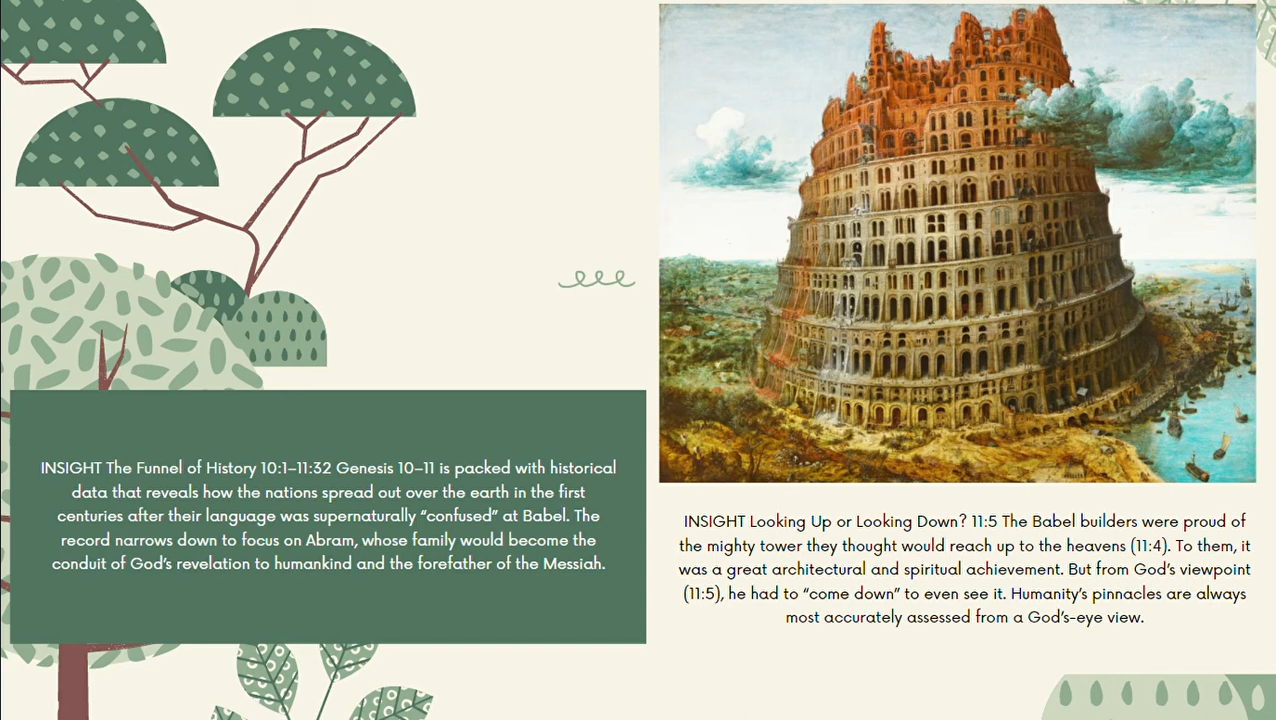 INSIGHT The Funnel of History 10:1–11:32 Genesis 10–11 is packed with historical
data that reveals how the nations spread out over the earth in the first
centuries after their language was supernaturally “confused” at Babel. The
record narrows down to focus on Abram, whose family would become the
conduit of God’s revelation to humankind and the forefather of the Messiah.
INSIGHT Looking Up or Looking Down? 11:5 The Babel builders were proud of
the mighty tower they thought would reach up to the heavens (11:4). To them, it
was a great architectural and spiritual achievement. But from God’s viewpoint
(11:5), he had to “come down” to even see it. Humanity’s pinnacles are always
most accurately assessed from a God’s-eye view.